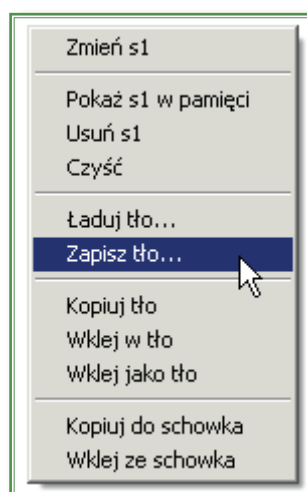 Zmień s1
Pokaż s1 w pamięci
Usuń s1
Czyść
Ładuj tło...
Zapisz tło...
Kopiuj tło
Wklej w tło
Wklej jako tło
Kopiuj do schowka
Wklej ze schowka